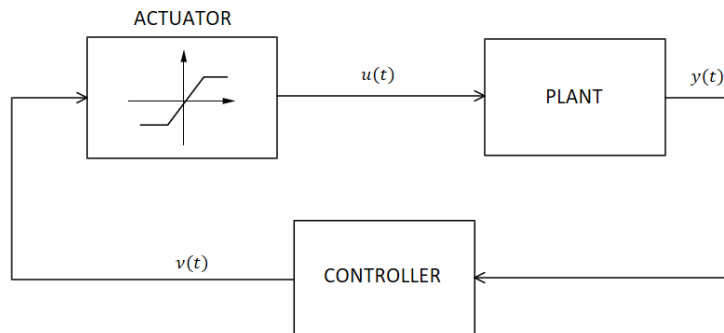 ACTUATOR
u(t)
y(t)
PLANT
v(t)
CONTROLLER